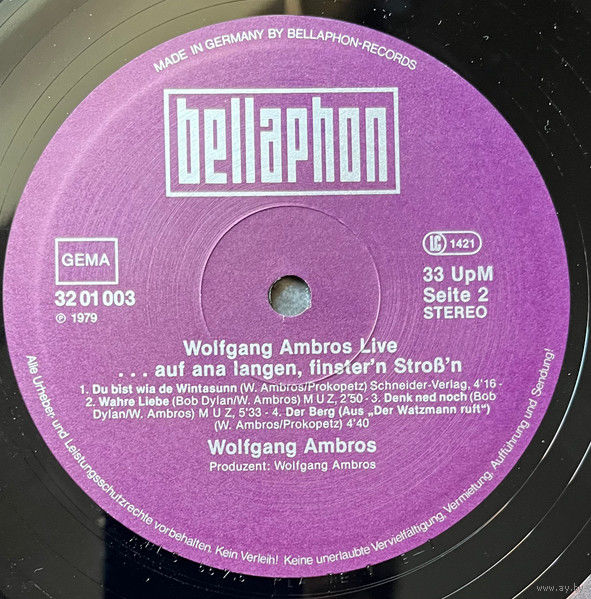 MADE IN GERMANY BY BELLAPHON-RECORDS
bellaphon
GEMA
32 01 003
Ⓟ 1979
LC 1421
33 UpM
Seite 2
STEREO
Wolfgang Ambros Live
. . . auf ana langen, finster'n Stroß'n
1. Du bist wia de Wintasunn (W. Ambros/Prokopetz) Schneider-Verlag, 4'16 -
2. Wahre Liebe (Bob Dylan/W. Ambros) M U Z, 2'50 - 3. Denk ned noch (Bob
Dylan/W. Ambros) M U Z, 5'33 - 4. Der Berg (Aus „Der Watzmann ruft")
(W. Ambros/Prokopetz) 4'40
Wolfgang Ambros
Produzent: Wolfgang Ambros
Alle Urheber und Leistungsschutzrechte vorbehalten. Kein Verleih! Keine unerlaubte Vervielfältigung, Vermietung, Aufführung und Sendung!